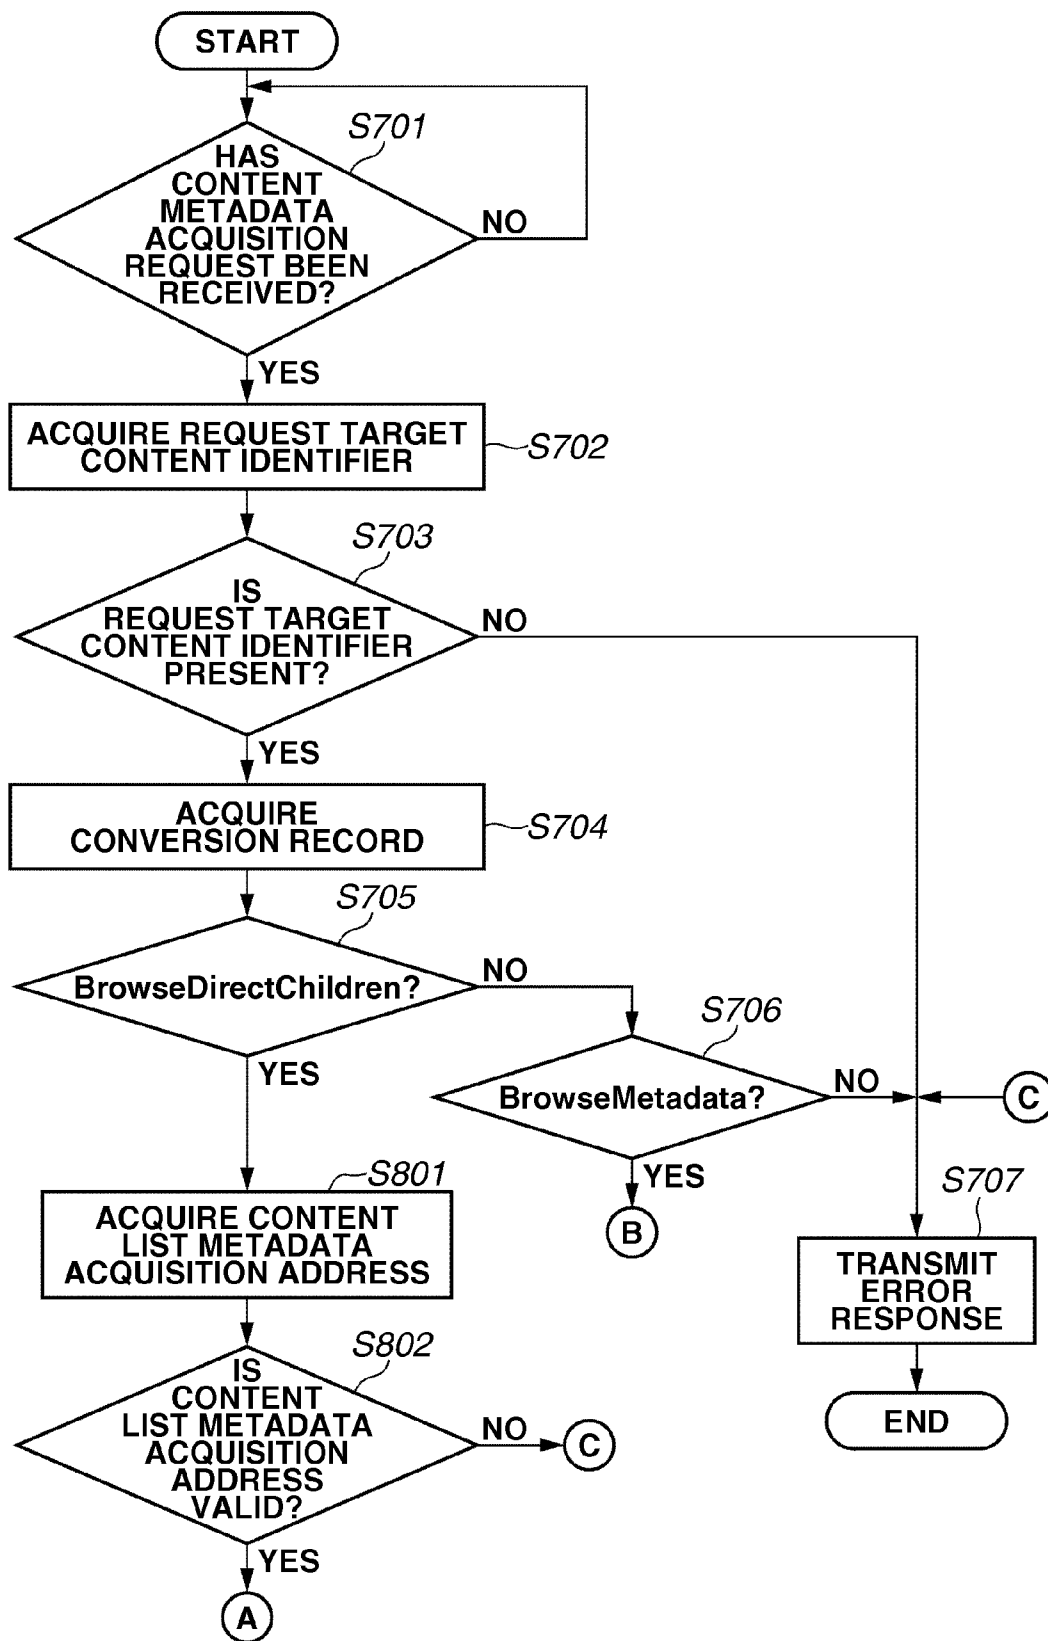 START
S701
HAS
CONTENT
METADATA
ACQUISITION
REQUEST BEEN
RECEIVED?
NO
YES
ACQUIRE REQUEST TARGET
CONTENT IDENTIFIER
S702
S703
IS
REQUEST TARGET
CONTENT IDENTIFIER
PRESENT?
NO
YES
ACQUIRE
CONVERSION RECORD
S704
S705
BrowseDirectChildren?
NO
YES
S706
BrowseMetadata?
NO
C
YES
B
S801
ACQUIRE CONTENT
LIST METADATA
ACQUISITION ADDRESS
S707
TRANSMIT
ERROR
RESPONSE
END
S802
IS
CONTENT
LIST METADATA
ACQUISITION
ADDRESS
VALID?
NO
C
YES
A